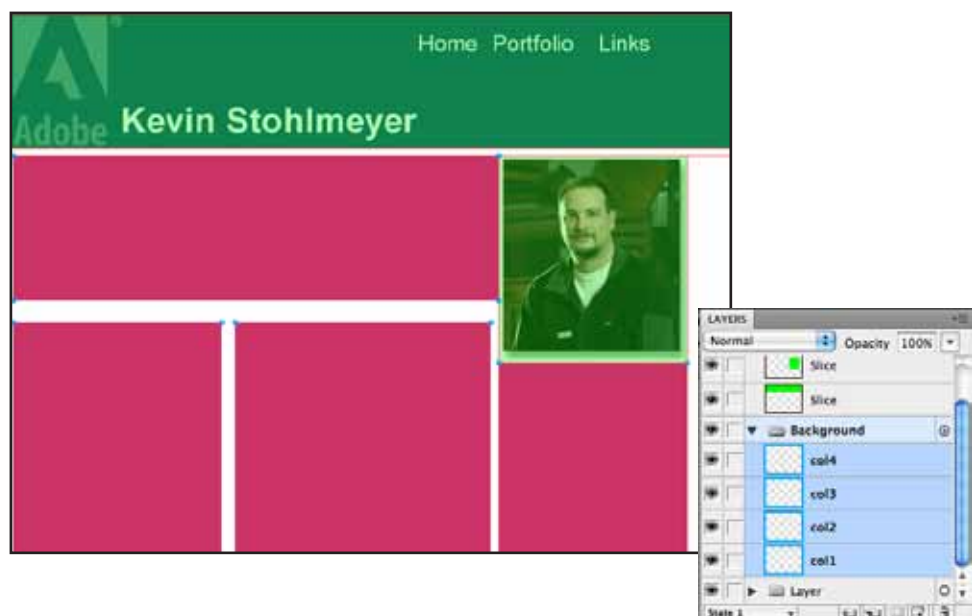 Home Portfolio Links
Adobe
Kevin Stohlmeyer
LAYERS
Normal Opacity 100%
Slice
Slice
Background
col4
col3
col2
col1
Layer
State 1